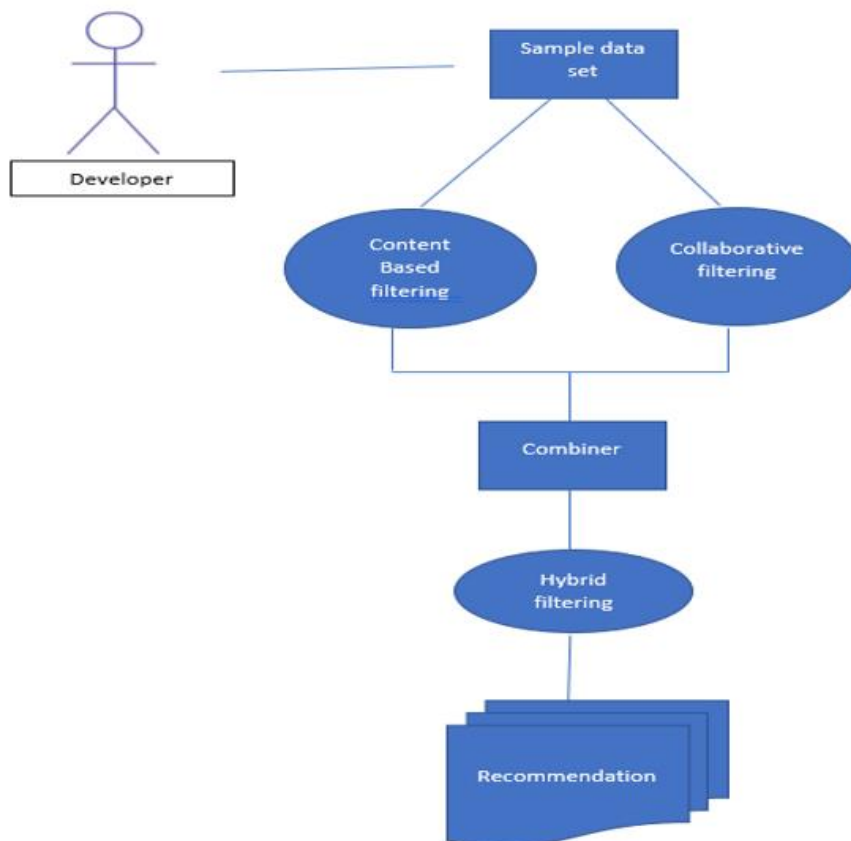 Sample data
set
Developer
Content
Based
filtering
Collaborative
filtering
Combiner
Hybrid
filtering
Recommendation